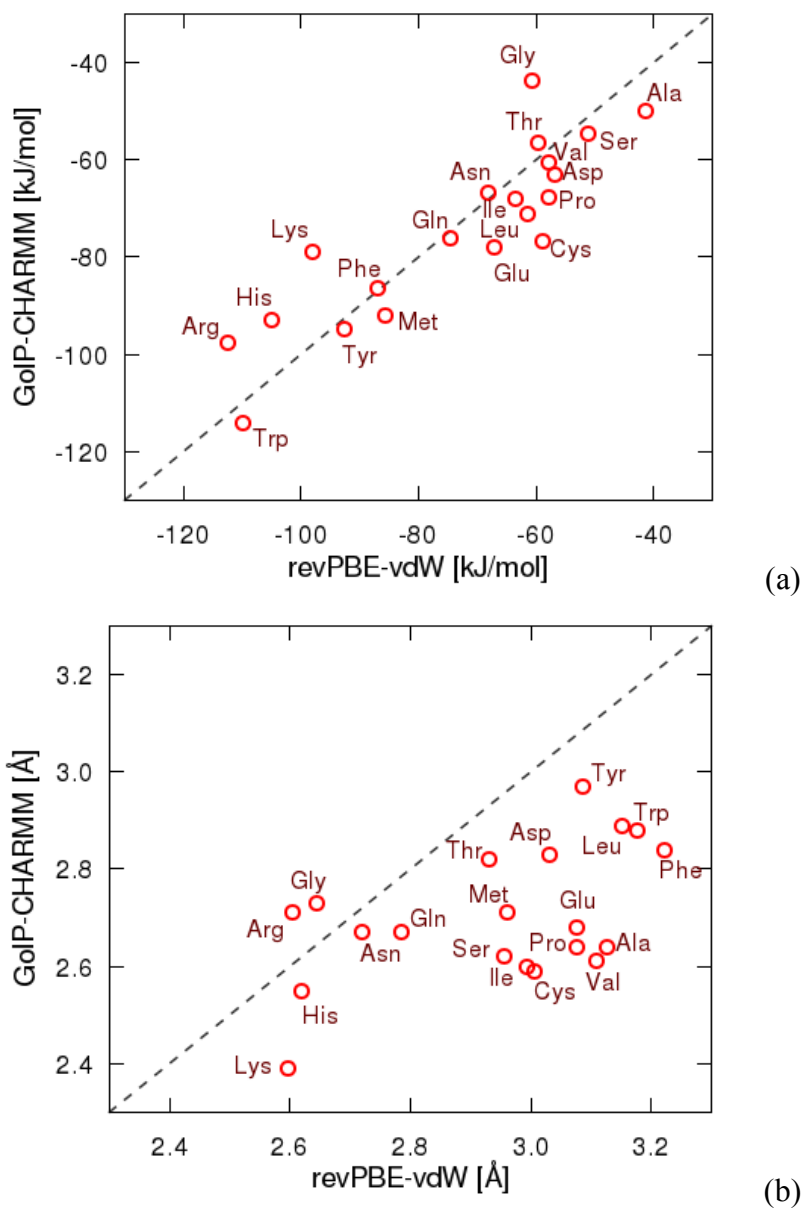 Gly
-40
Ala
Thr
Ser
Val
-60
Asn
Asp
Ile
Pro
Gln
Leu
Lys
Cys
-80
Phe
Glu
His
Arg
Met
-100
Tyr
Trp
-120
GolP-CHARMM [kJ/mol]
-120 -100 -80 -60 -40
revPBE-vdW [kJ/mol]
(a)
3.2
3.0
Tyr
Trp
Asp
Leu
Thr
2.8
Phe
Gly
Met
Glu
Arg
Gln
Asn
Ser
Pro
Ala
2.6
Ile
Cys
Val
His
Lys
2.4
GolP-CHARMM [Å]
2.4 2.6 2.8 3.0 3.2
revPBE-vdW [Å]
(b)